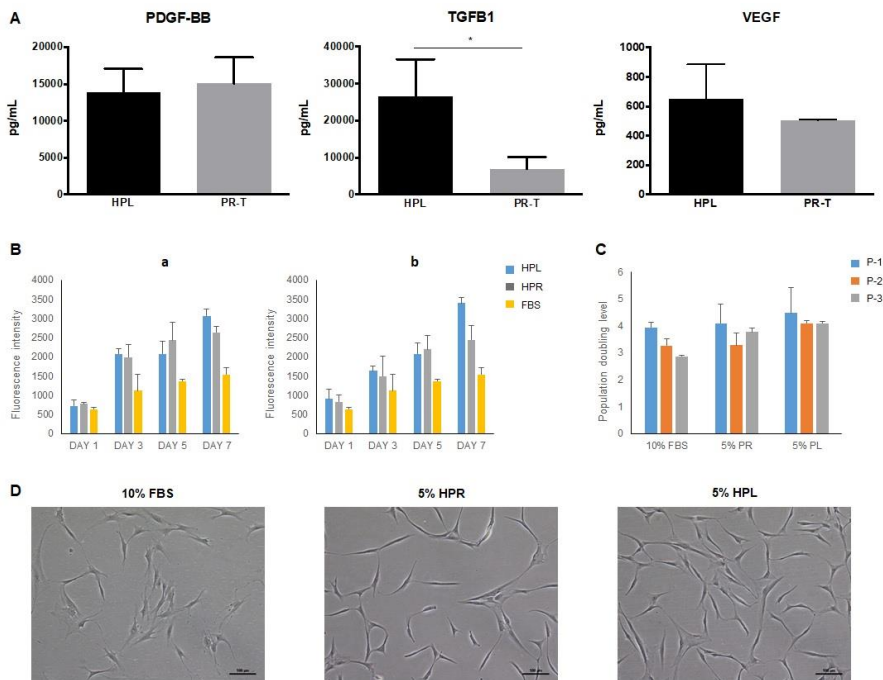 A
PDGF-BB
20000
15000
10000
5000
0
pg/mL
HPL
PR-T
TGFB1
*
40000
30000
20000
10000
0
pg/mL
HPL
PR-T
VEGF
1000
800
600
400
200
0
pg/mL
HPL
PR-T
B
a
4000
3500
3000
2500
2000
1500
1000
500
0
Fluorescence intensity
DAY 1
DAY 3
DAY 5
DAY 7
b
4000
3500
3000
2500
2000
1500
1000
500
0
Fluorescence intensity
DAY 1
DAY 3
DAY 5
DAY 7
HPL
HPR
FBS
C
6
5
4
3
2
1
0
Population doubling level
10% FBS
5% PR
5% PL
P-1
P-2
P-3
D
10% FBS
5% HPR
5% HPL